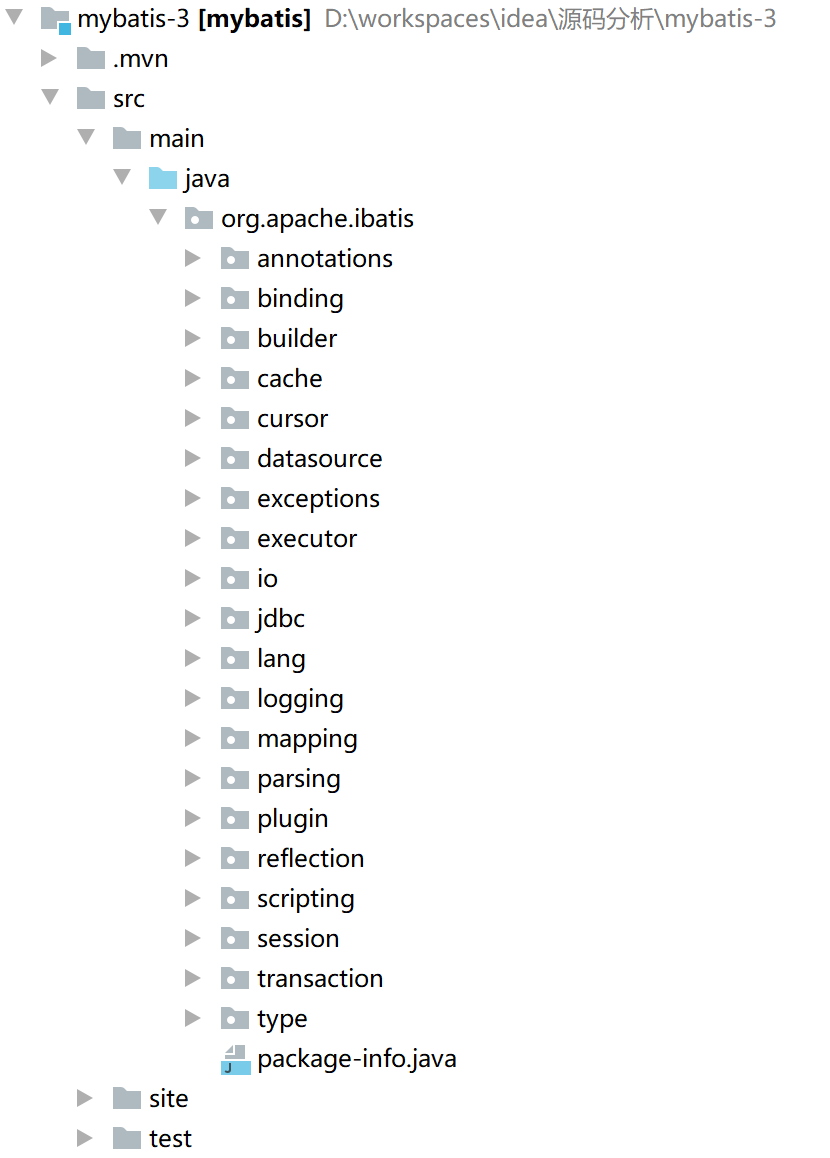 mybatis-3 [mybatis] D:\workspaces\idea\源码分析\mybatis-3
.mvn
src
main
java
org.apache.ibatis
annotations
binding
builder
cache
cursor
datasource
exceptions
executor
io
jdbc
lang
logging
mapping
parsing
plugin
reflection
scripting
session
transaction
type
package-info.java
site
test